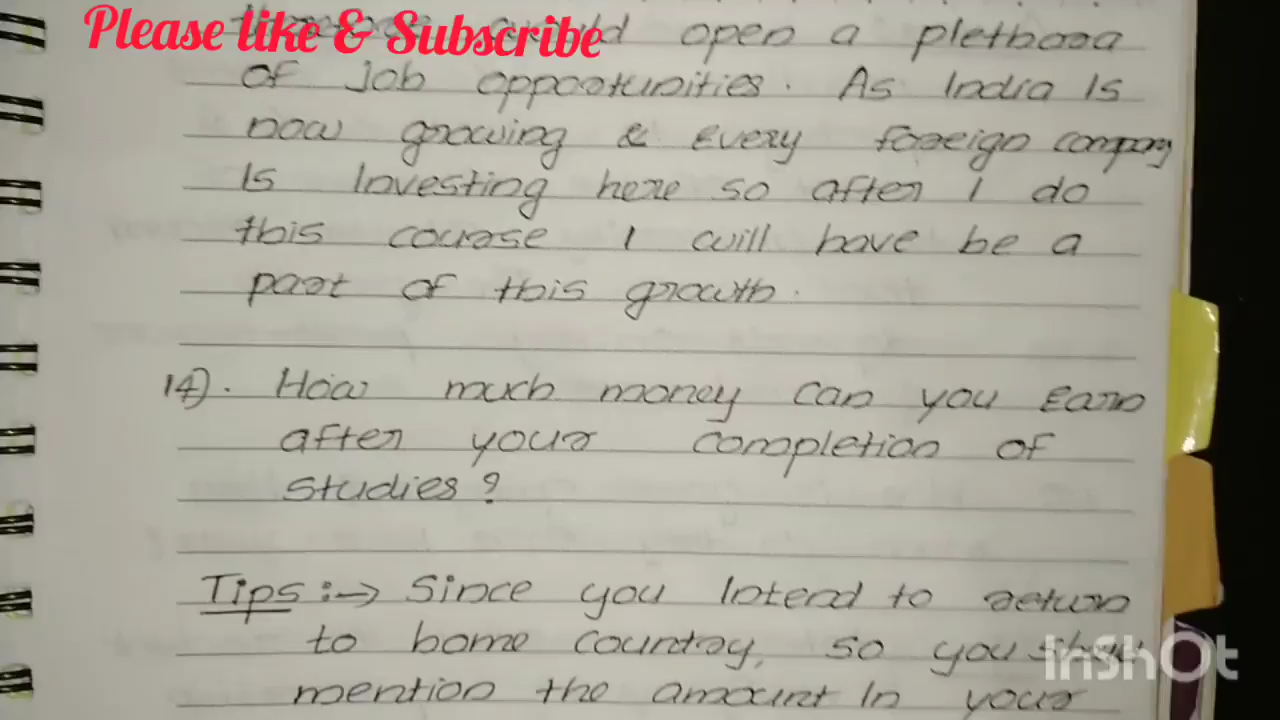 Please like & Subscribe
open a plethora
of Job opportunities. As India Is
now growing & every foreign company
Is Investing here so after I do
this course I will have be a
part of this growth.
14). How much money can you Earn
after your completion of
studies?
Tips :→ Since you Intend to return
to home country, so you
mention the amount In your
InShOt